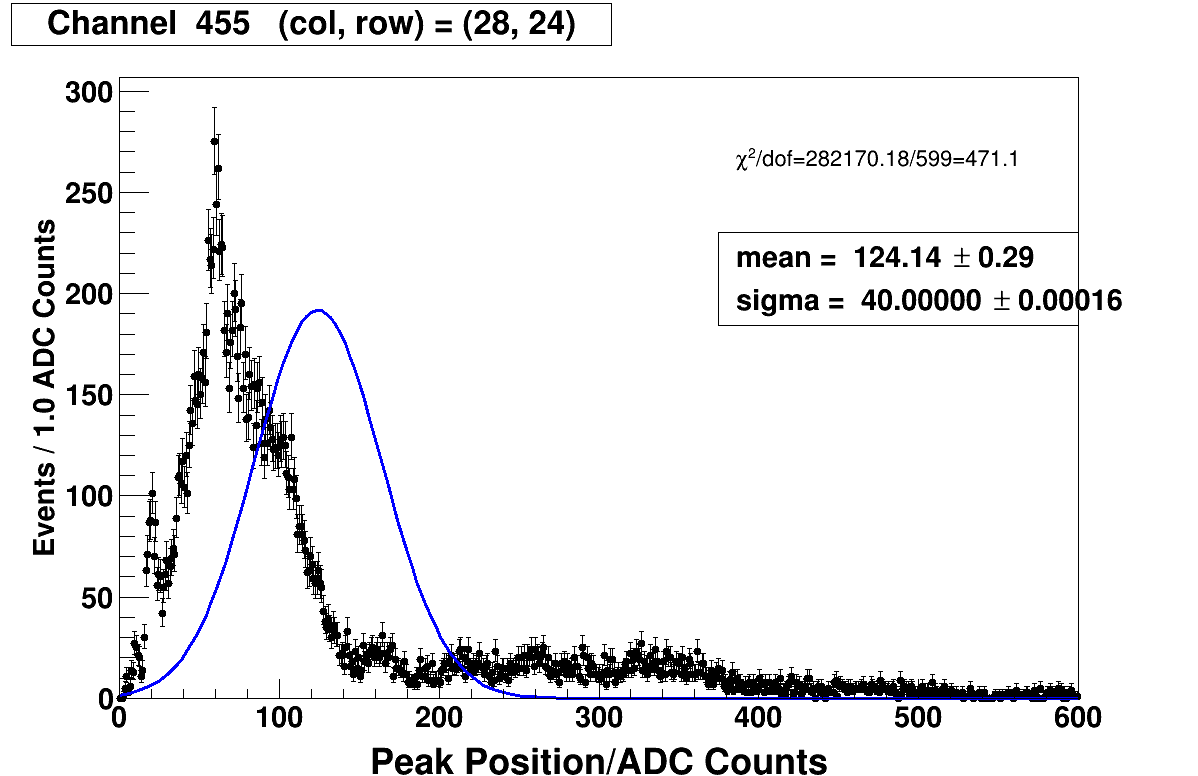 Channel 455 (col, row) = (28, 24)
300
250
200
150
100
50
0
Events / 1.0 ADC Counts
χ²/dof=282170.18/599=471.1
mean = 124.14 ± 0.29
sigma = 40.00000 ± 0.00016
0 100 200 300 400 500 600
Peak Position/ADC Counts